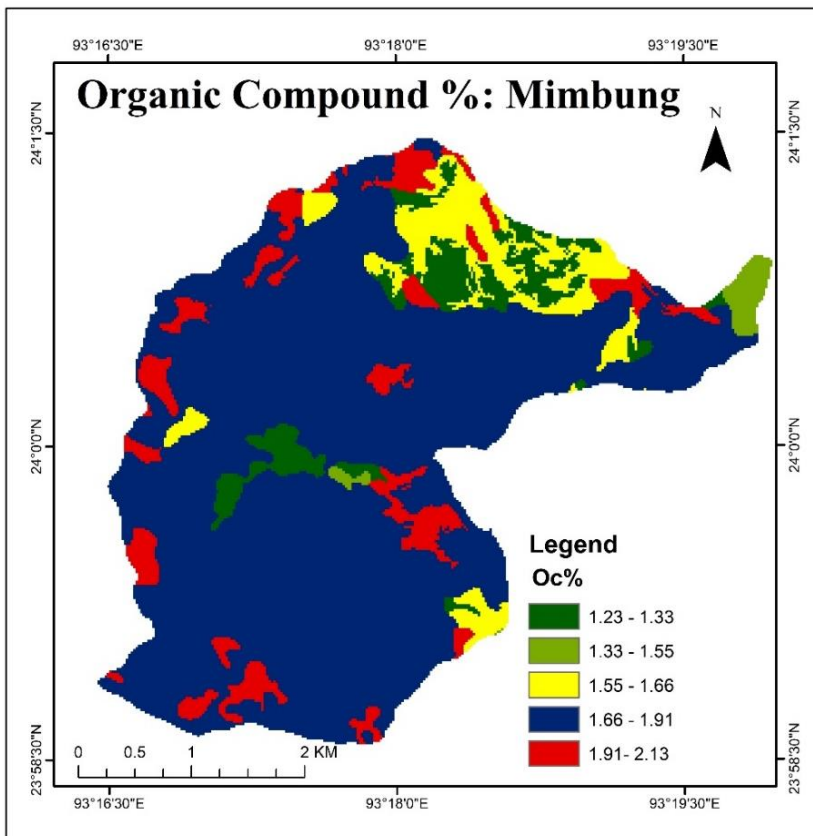 93°16'30"E 93°18'0"E 93°19'30"E
Organic Compound %: Mimbung
N
24°1'30"N 24°1'30"N
24°0'0"N 24°0'0"N
Legend
Oc%
1.23 - 1.33
1.33 - 1.55
1.55 - 1.66
1.66 - 1.91
1.91- 2.13
23°58'30"N 23°58'30"N
0 0.5 1 2 KM
93°16'30"E 93°18'0"E 93°19'30"E